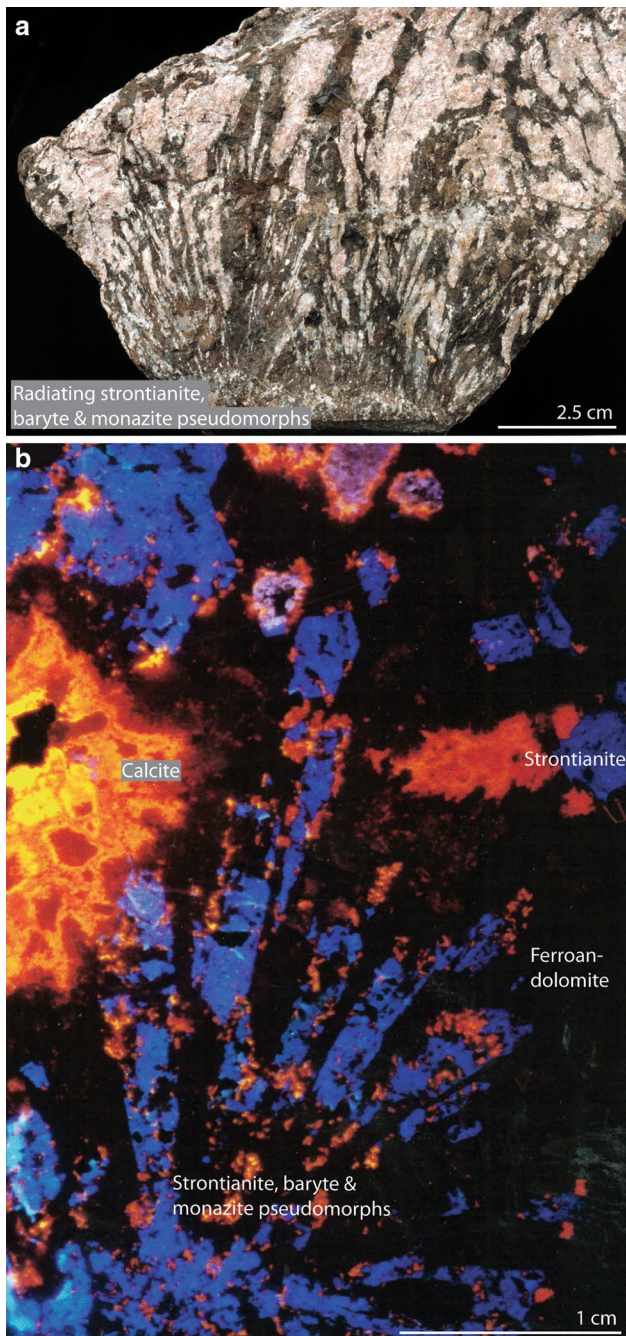 a
Radiating strontianite,
baryte & monazite pseudomorphs
2.5 cm
b
Calcite
Strontianite
Ferroan-
dolomite
Strontianite, baryte &
monazite pseudomorphs
1 cm